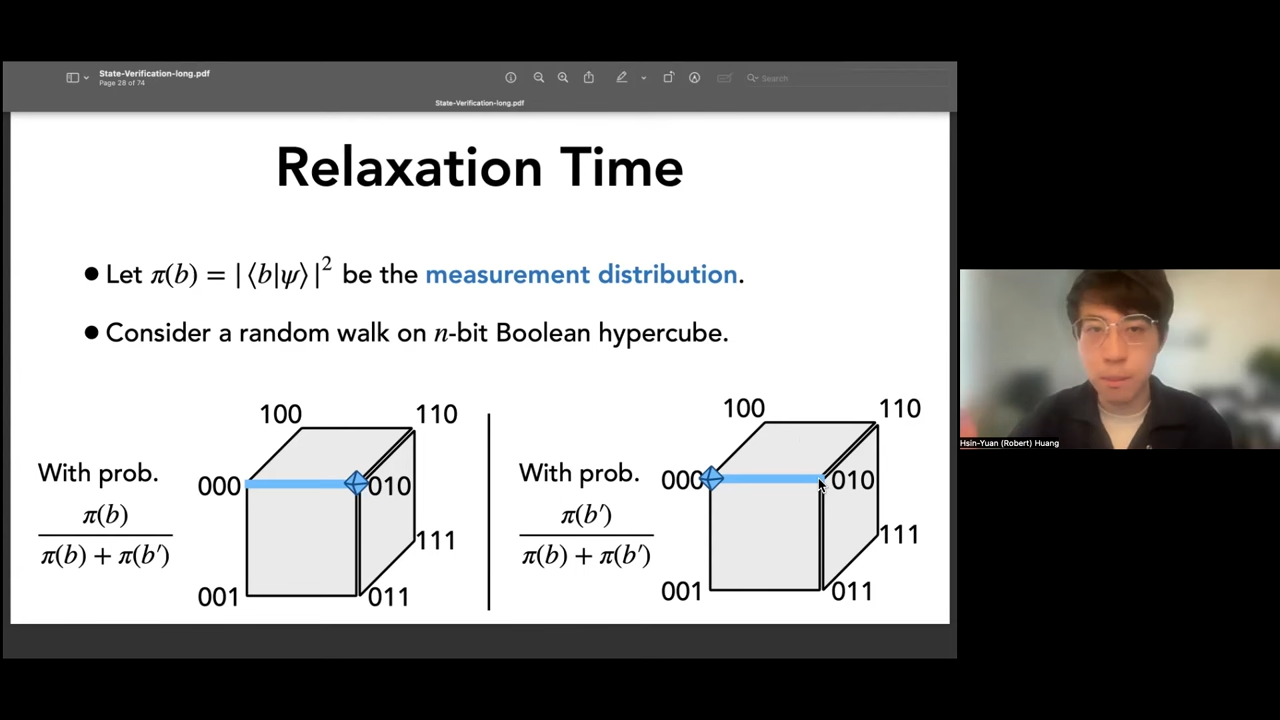 State-Verification-long.pdf
Page 28 of 74
Search
State-Verification-long.pdf
Relaxation Time
● Let π(b) = |⟨b|ψ⟩|² be the measurement distribution.
● Consider a random walk on n-bit Boolean hypercube.
100 110
With prob.
000 010
π(b)
π(b) + π(b′)
111
001 011
100 110
With prob.
000 010
π(b′)
π(b) + π(b′)
111
001 011
Hsin-Yuan (Robert) Huang